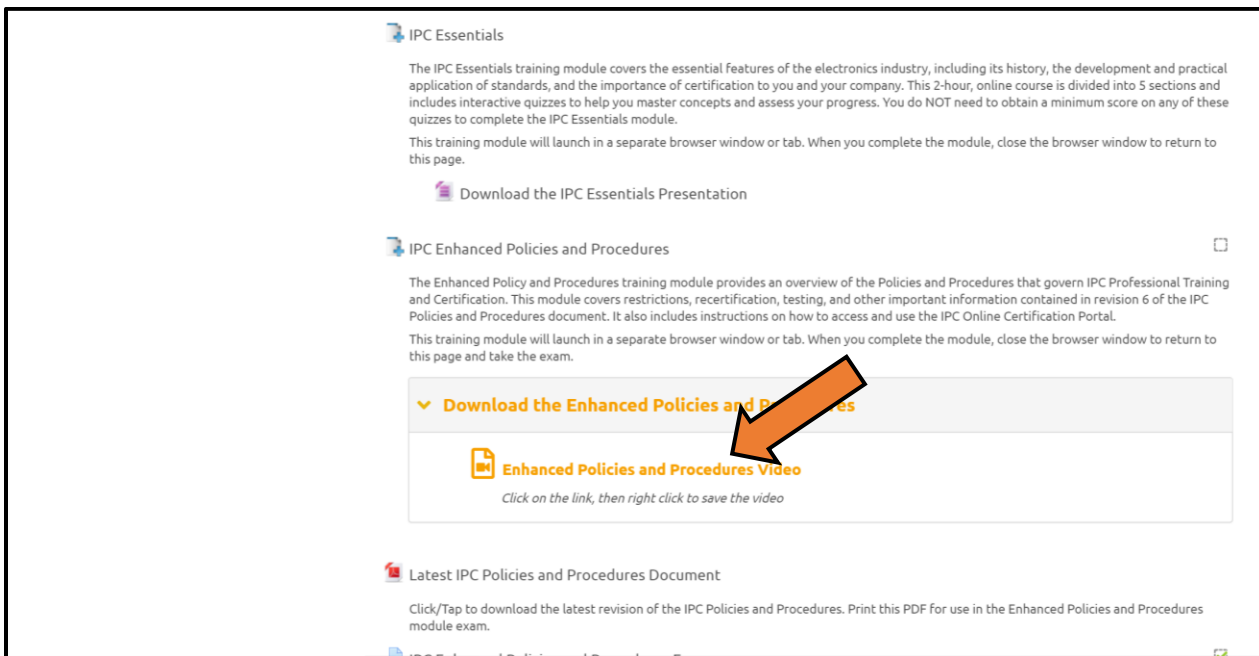 IPC Essentials
The IPC Essentials training module covers the essential features of the electronics industry, including its history, the development and practical
application of standards, and the importance of certification to you and your company. This 2-hour, online course is divided into 5 sections and
includes interactive quizzes to help you master concepts and assess your progress. You do NOT need to obtain a minimum score on any of these
quizzes to complete the IPC Essentials module.
This training module will launch in a separate browser window or tab. When you complete the module, close the browser window to return to
this page.
Download the IPC Essentials Presentation
IPC Enhanced Policies and Procedures
The Enhanced Policy and Procedures training module provides an overview of the Policies and Procedures that govern IPC Professional Training
and Certification. This module covers restrictions, recertification, testing, and other important information contained in revision 6 of the IPC
Policies and Procedures document. It also includes instructions on how to access and use the IPC Online Certification Portal.
This training module will launch in a separate browser window or tab. When you complete the module, close the browser window to return to
this page and take the exam.
Download the Enhanced Policies and
Enhanced Policies and Procedures Video
Click on the link, then right click to save the video
Latest IPC Policies and Procedures Document
Click/Tap to download the latest revision of the IPC Policies and Procedures. Print this PDF for use in the Enhanced Policies and Procedures
module exam.